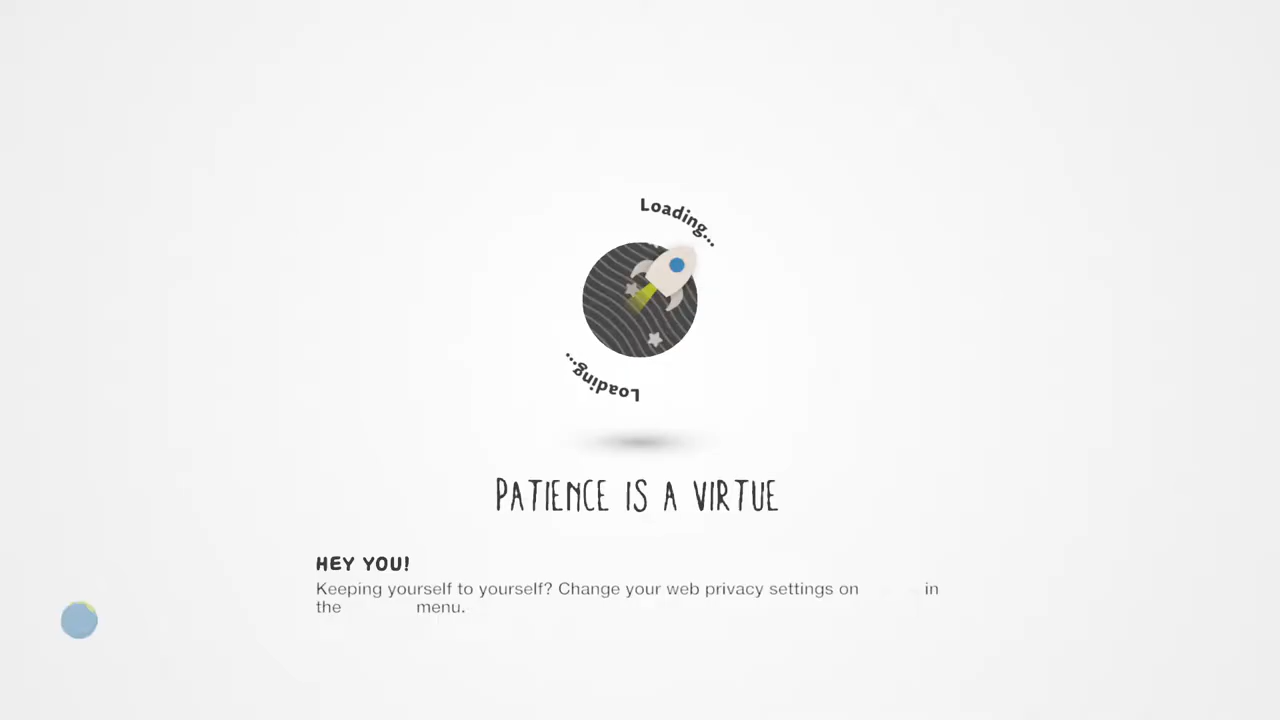 Loading...
Loading...
PATIENCE IS A VIRTUE
HEY YOU!
Keeping yourself to yourself? Change your web privacy settings on in
the menu.